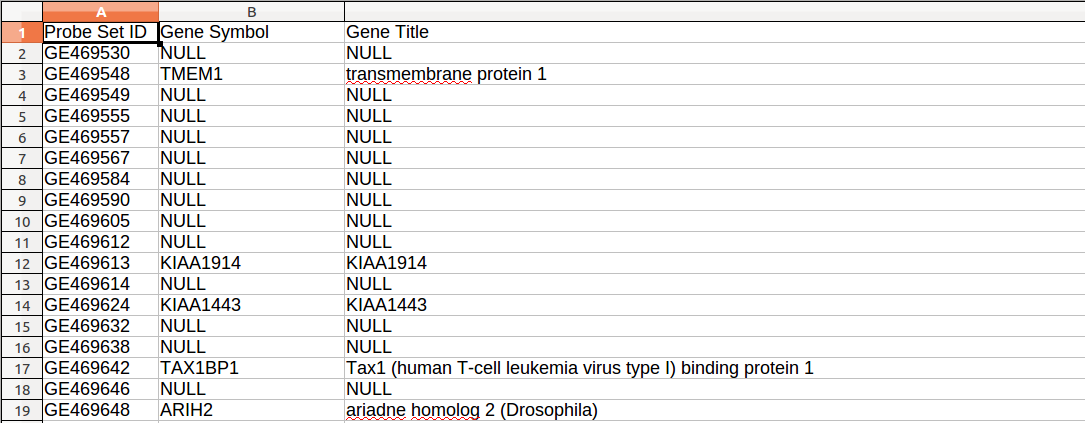 A B
1 Probe Set ID Gene Symbol Gene Title
2 GE469530 NULL NULL
3 GE469548 TMEM1 transmembrane protein 1
4 GE469549 NULL NULL
5 GE469555 NULL NULL
6 GE469557 NULL NULL
7 GE469567 NULL NULL
8 GE469584 NULL NULL
9 GE469590 NULL NULL
10 GE469605 NULL NULL
11 GE469612 NULL NULL
12 GE469613 KIAA1914 KIAA1914
13 GE469614 NULL NULL
14 GE469624 KIAA1443 KIAA1443
15 GE469632 NULL NULL
16 GE469638 NULL NULL
17 GE469642 TAX1BP1 Tax1 (human T-cell leukemia virus type I) binding protein 1
18 GE469646 NULL NULL
19 GE469648 ARIH2 ariadne homolog 2 (Drosophila)